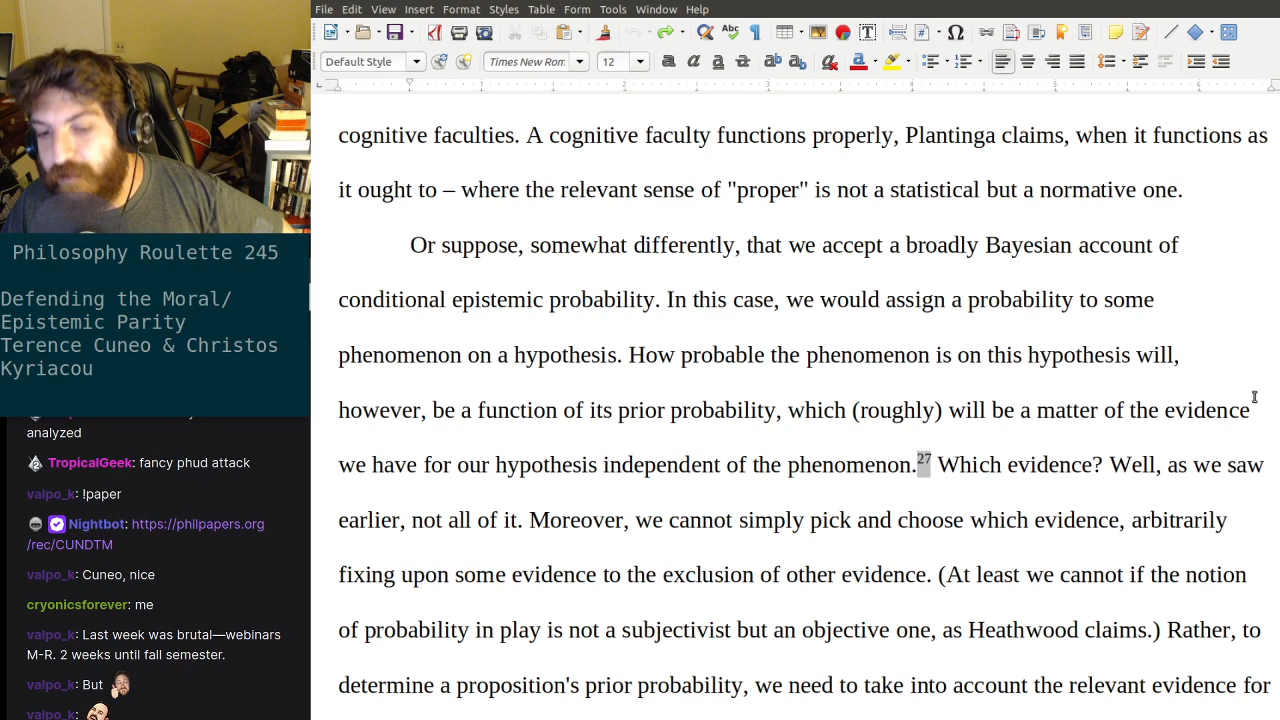 File Edit View Insert Format Styles Table Form Tools Window Help
Default Style
Times New Rom
12
cognitive faculties. A cognitive faculty functions properly, Plantinga claims, when it functions as
it ought to – where the relevant sense of "proper" is not a statistical but a normative one.
Or suppose, somewhat differently, that we accept a broadly Bayesian account of
conditional epistemic probability. In this case, we would assign a probability to some
phenomenon on a hypothesis. How probable the phenomenon is on this hypothesis will,
however, be a function of its prior probability, which (roughly) will be a matter of the evidence
we have for our hypothesis independent of the phenomenon.27 Which evidence? Well, as we saw
earlier, not all of it. Moreover, we cannot simply pick and choose which evidence, arbitrarily
fixing upon some evidence to the exclusion of other evidence. (At least we cannot if the notion
of probability in play is not a subjectivist but an objective one, as Heathwood claims.) Rather, to
determine a proposition's prior probability, we need to take into account the relevant evidence for
Philosophy Roulette 245
Defending the Moral/
Epistemic Parity
Terence Cuneo & Christos
Kyriacou
analyzed
TropicalGeek: fancy phud attack
valpo_k: !paper
Nightbot: https://philpapers.org
/rec/CUNDTM
valpo_k: Cuneo, nice
cryonicsforever: me
valpo_k: Last week was brutal—webinars
M-R. 2 weeks until fall semester.
valpo_k: But
valpo_k: